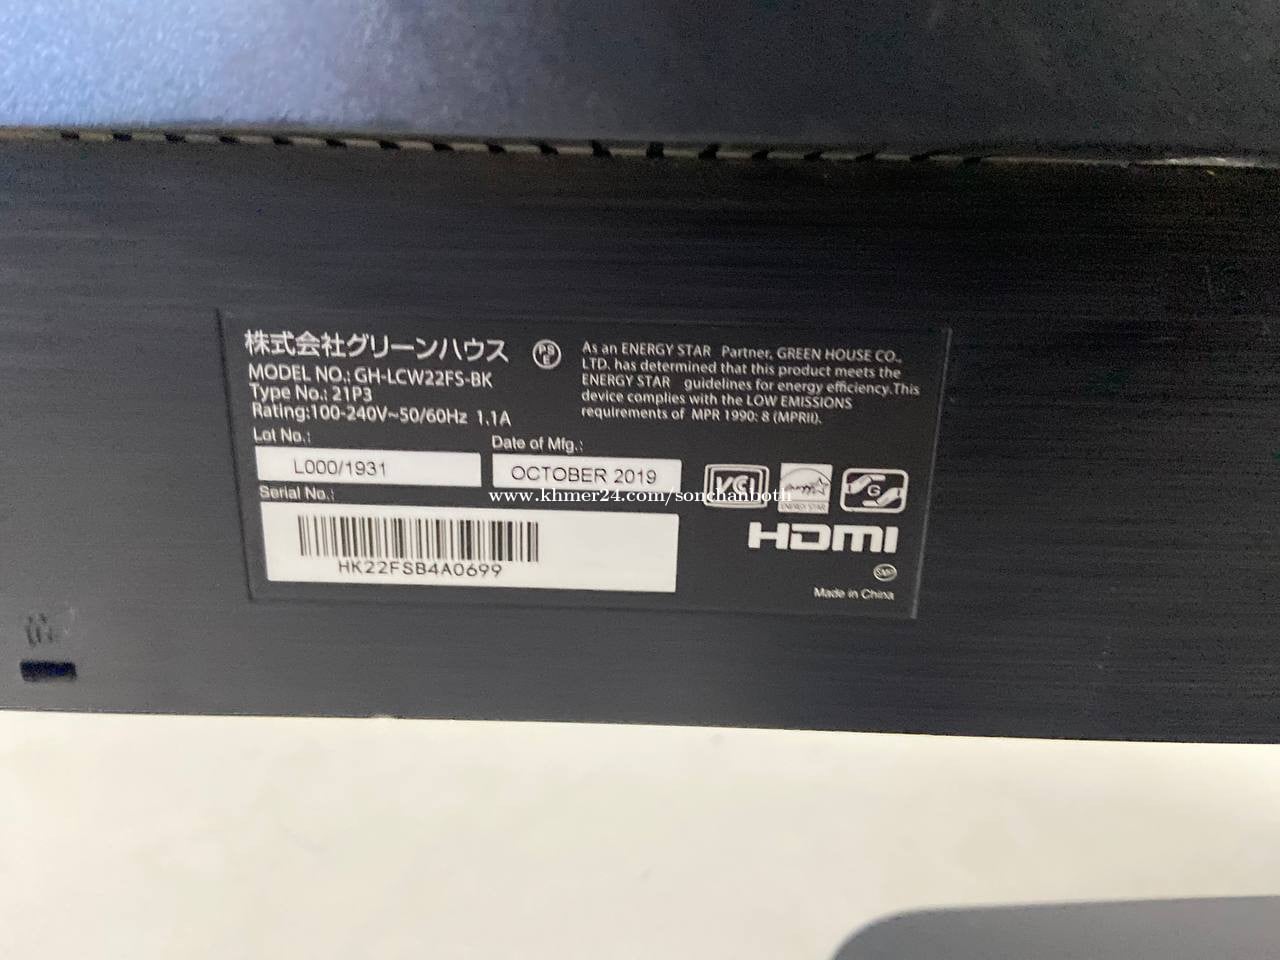 株式会社グリーンハウス
MODEL NO.: GH-LCW22FS-BK
Type No.: 21P3
Rating:100-240V~50/60Hz 1.1A
PS
E
As an ENERGY STAR Partner, GREEN HOUSE CO.,
LTD. has determined that this product meets the
ENERGY STAR guidelines for energy efficiency.This
device complies with the LOW EMISSIONS
requirements of MPR 1990: 8 (MPRII).
Lot No.:
L000/1931
Date of Mfg.:
OCTOBER 2019
www.khmer24.com/sonchanboth
Serial No.:
HK22FSB4A0699
ENERGY STAR
G
HDMI
Made in China